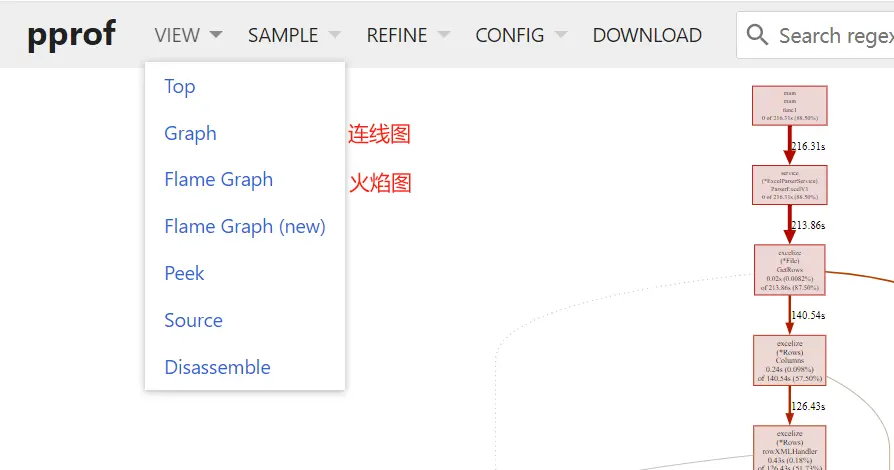 pprof VIEW SAMPLE REFINE CONFIG DOWNLOAD Search regex
Top
Graph 连线图
Flame Graph 火焰图
Flame Graph (new)
Peek
Source
Disassemble
main
main
func1
0 of 216.31s (88.50%)
216.31s
service
(*ExcelParserService)
ParserExcelV1
0 of 216.31s (88.50%)
213.86s
excelize
(*File)
GetRows
0.02s (0.0082%)
of 213.86s (87.50%)
140.54s
excelize
(*Rows)
Columns
0.24s (0.098%)
of 140.54s (57.50%)
126.43s
excelize
(*Rows)
rowXMLHandler
0.43s (0.18%)
of 126.43s (51.73%)